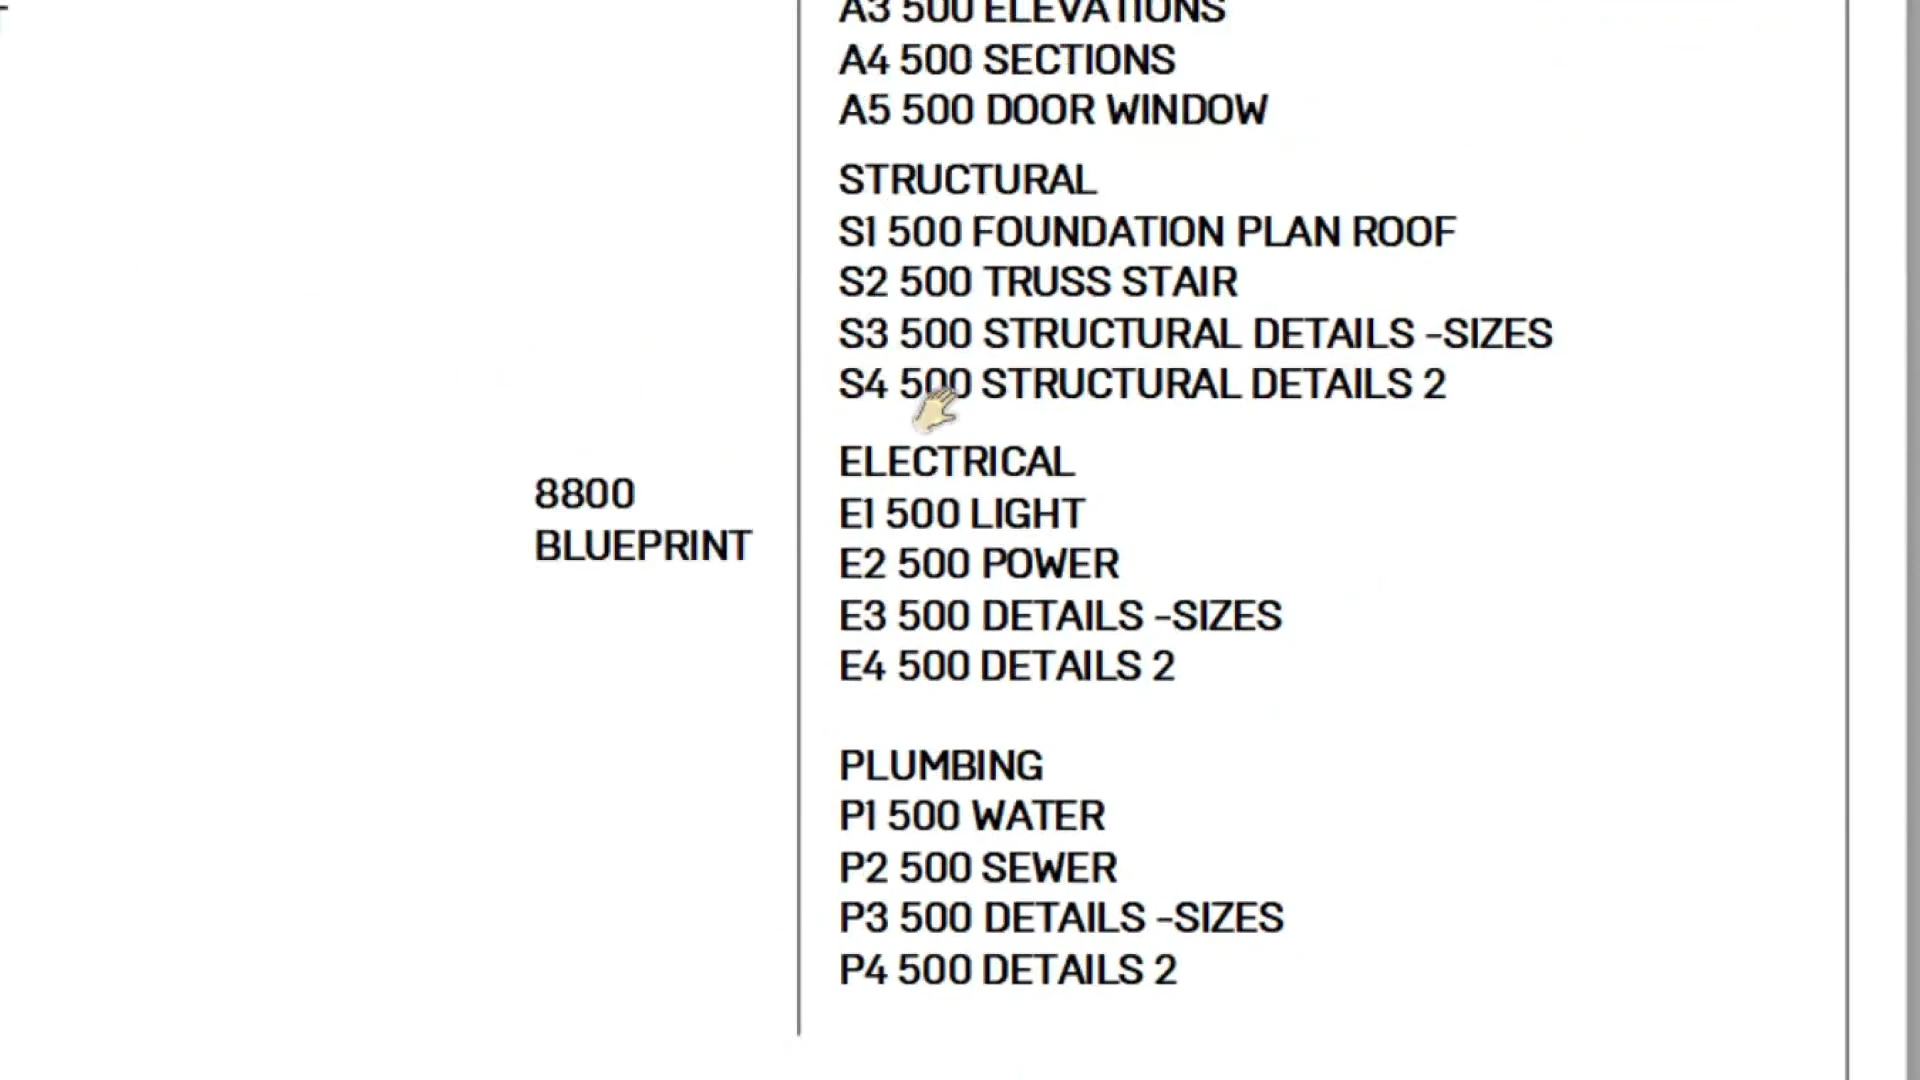 A3 500 ELEVATIONS
A4 500 SECTIONS
A5 500 DOOR WINDOW
STRUCTURAL
S1 500 FOUNDATION PLAN ROOF
S2 500 TRUSS STAIR
S3 500 STRUCTURAL DETAILS -SIZES
S4 500 STRUCTURAL DETAILS 2
8800
BLUEPRINT
ELECTRICAL
E1 500 LIGHT
E2 500 POWER
E3 500 DETAILS -SIZES
E4 500 DETAILS 2
PLUMBING
P1 500 WATER
P2 500 SEWER
P3 500 DETAILS -SIZES
P4 500 DETAILS 2